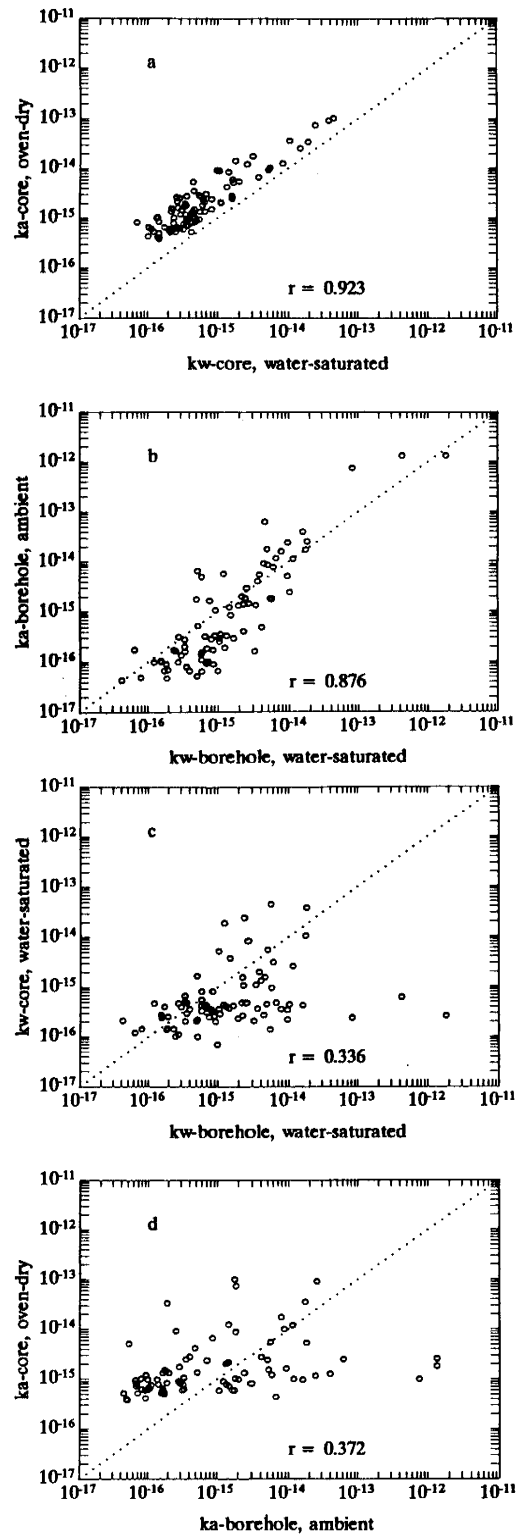 10-11
10-12
10-13
10-14
10-15
10-16
10-17
ka-core, oven-dry
a
r = 0.923
10-17 10-16 10-15 10-14 10-13 10-12 10-11
kw-core, water-saturated
10-11
10-12
10-13
10-14
10-15
10-16
10-17
ka-borehole, ambient
b
r = 0.876
10-17 10-16 10-15 10-14 10-13 10-12 10-11
kw-borehole, water-saturated
10-11
10-12
10-13
10-14
10-15
10-16
10-17
kw-core, water-saturated
c
r = 0.336
10-17 10-16 10-15 10-14 10-13 10-12 10-11
kw-borehole, water-saturated
10-11
10-12
10-13
10-14
10-15
10-16
10-17
ka-core, oven-dry
d
r = 0.372
10-17 10-16 10-15 10-14 10-13 10-12 10-11
ka-borehole, ambient